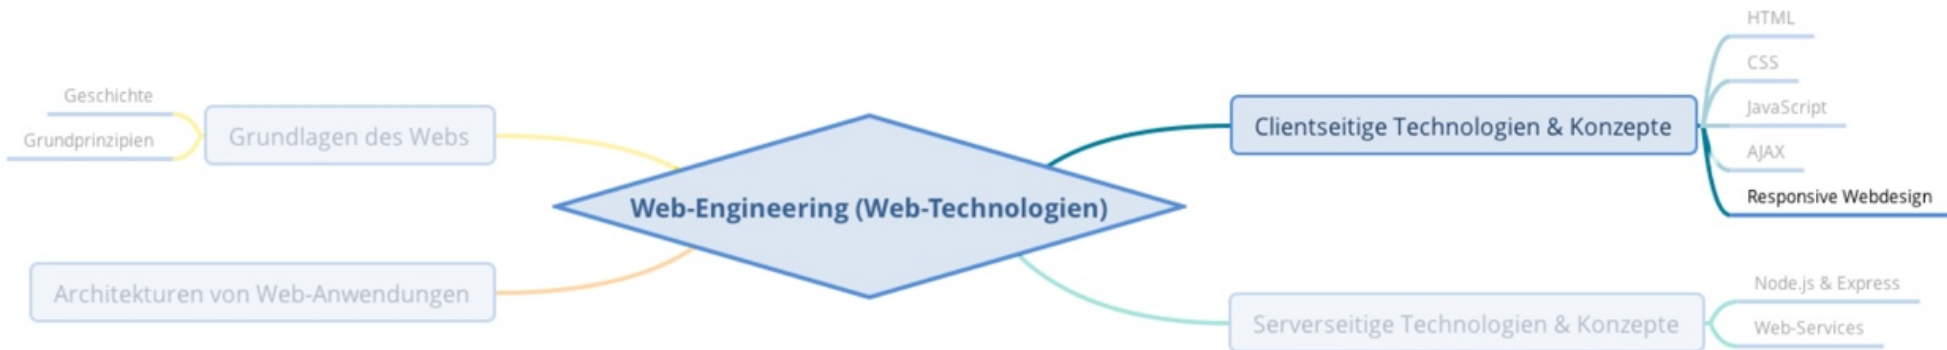 Geschichte
Grundprinzipien
Grundlagen des Webs
Architekturen von Web-Anwendungen
Web-Engineering (Web-Technologien)
Clientseitige Technologien & Konzepte
HTML
CSS
JavaScript
AJAX
Responsive Webdesign
Serverseitige Technologien & Konzepte
Node.js & Express
Web-Services